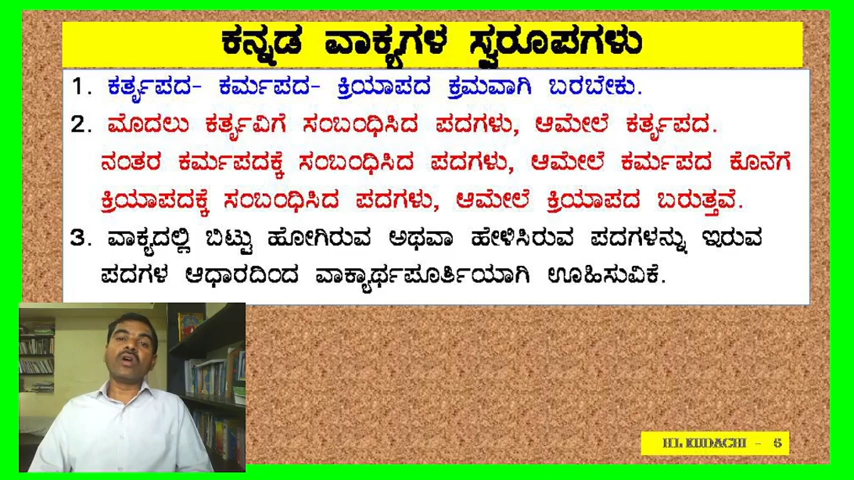 ಕನ್ನಡ ವಾಕ್ಯಗಳ ಸ್ವರೂಪಗಳು
1. ಕರ್ತೃಪದ- ಕರ್ಮಪದ- ಕ್ರಿಯಾಪದ ಕ್ರಮವಾಗಿ ಬರಬೇಕು.
2. ಮೊದಲು ಕರ್ತೃವಿಗೆ ಸಂಬಂಧಿಸಿದ ಪದಗಳು, ಆಮೇಲೆ ಕರ್ತೃಪದ.
ನಂತರ ಕರ್ಮಪದಕ್ಕೆ ಸಂಬಂಧಿಸಿದ ಪದಗಳು, ಆಮೇಲೆ ಕರ್ಮಪದ ಕೊನೆಗೆ
ಕ್ರಿಯಾಪದಕ್ಕೆ ಸಂಬಂಧಿಸಿದ ಪದಗಳು, ಆಮೇಲೆ ಕ್ರಿಯಾಪದ ಬರುತ್ತವೆ.
3. ವಾಕ್ಯದಲ್ಲಿ ಬಿಟ್ಟು ಹೋಗಿರುವ ಅಥವಾ ಹೇಳಿಸಿರುವ ಪದಗಳನ್ನು ಇರುವ
ಪದಗಳ ಆಧಾರದಿಂದ ವಾಕ್ಯಾರ್ಥಪೂರ್ತಿಯಾಗಿ ಊಹಿಸುವಿಕೆ.
H.L KUDACHI - 6